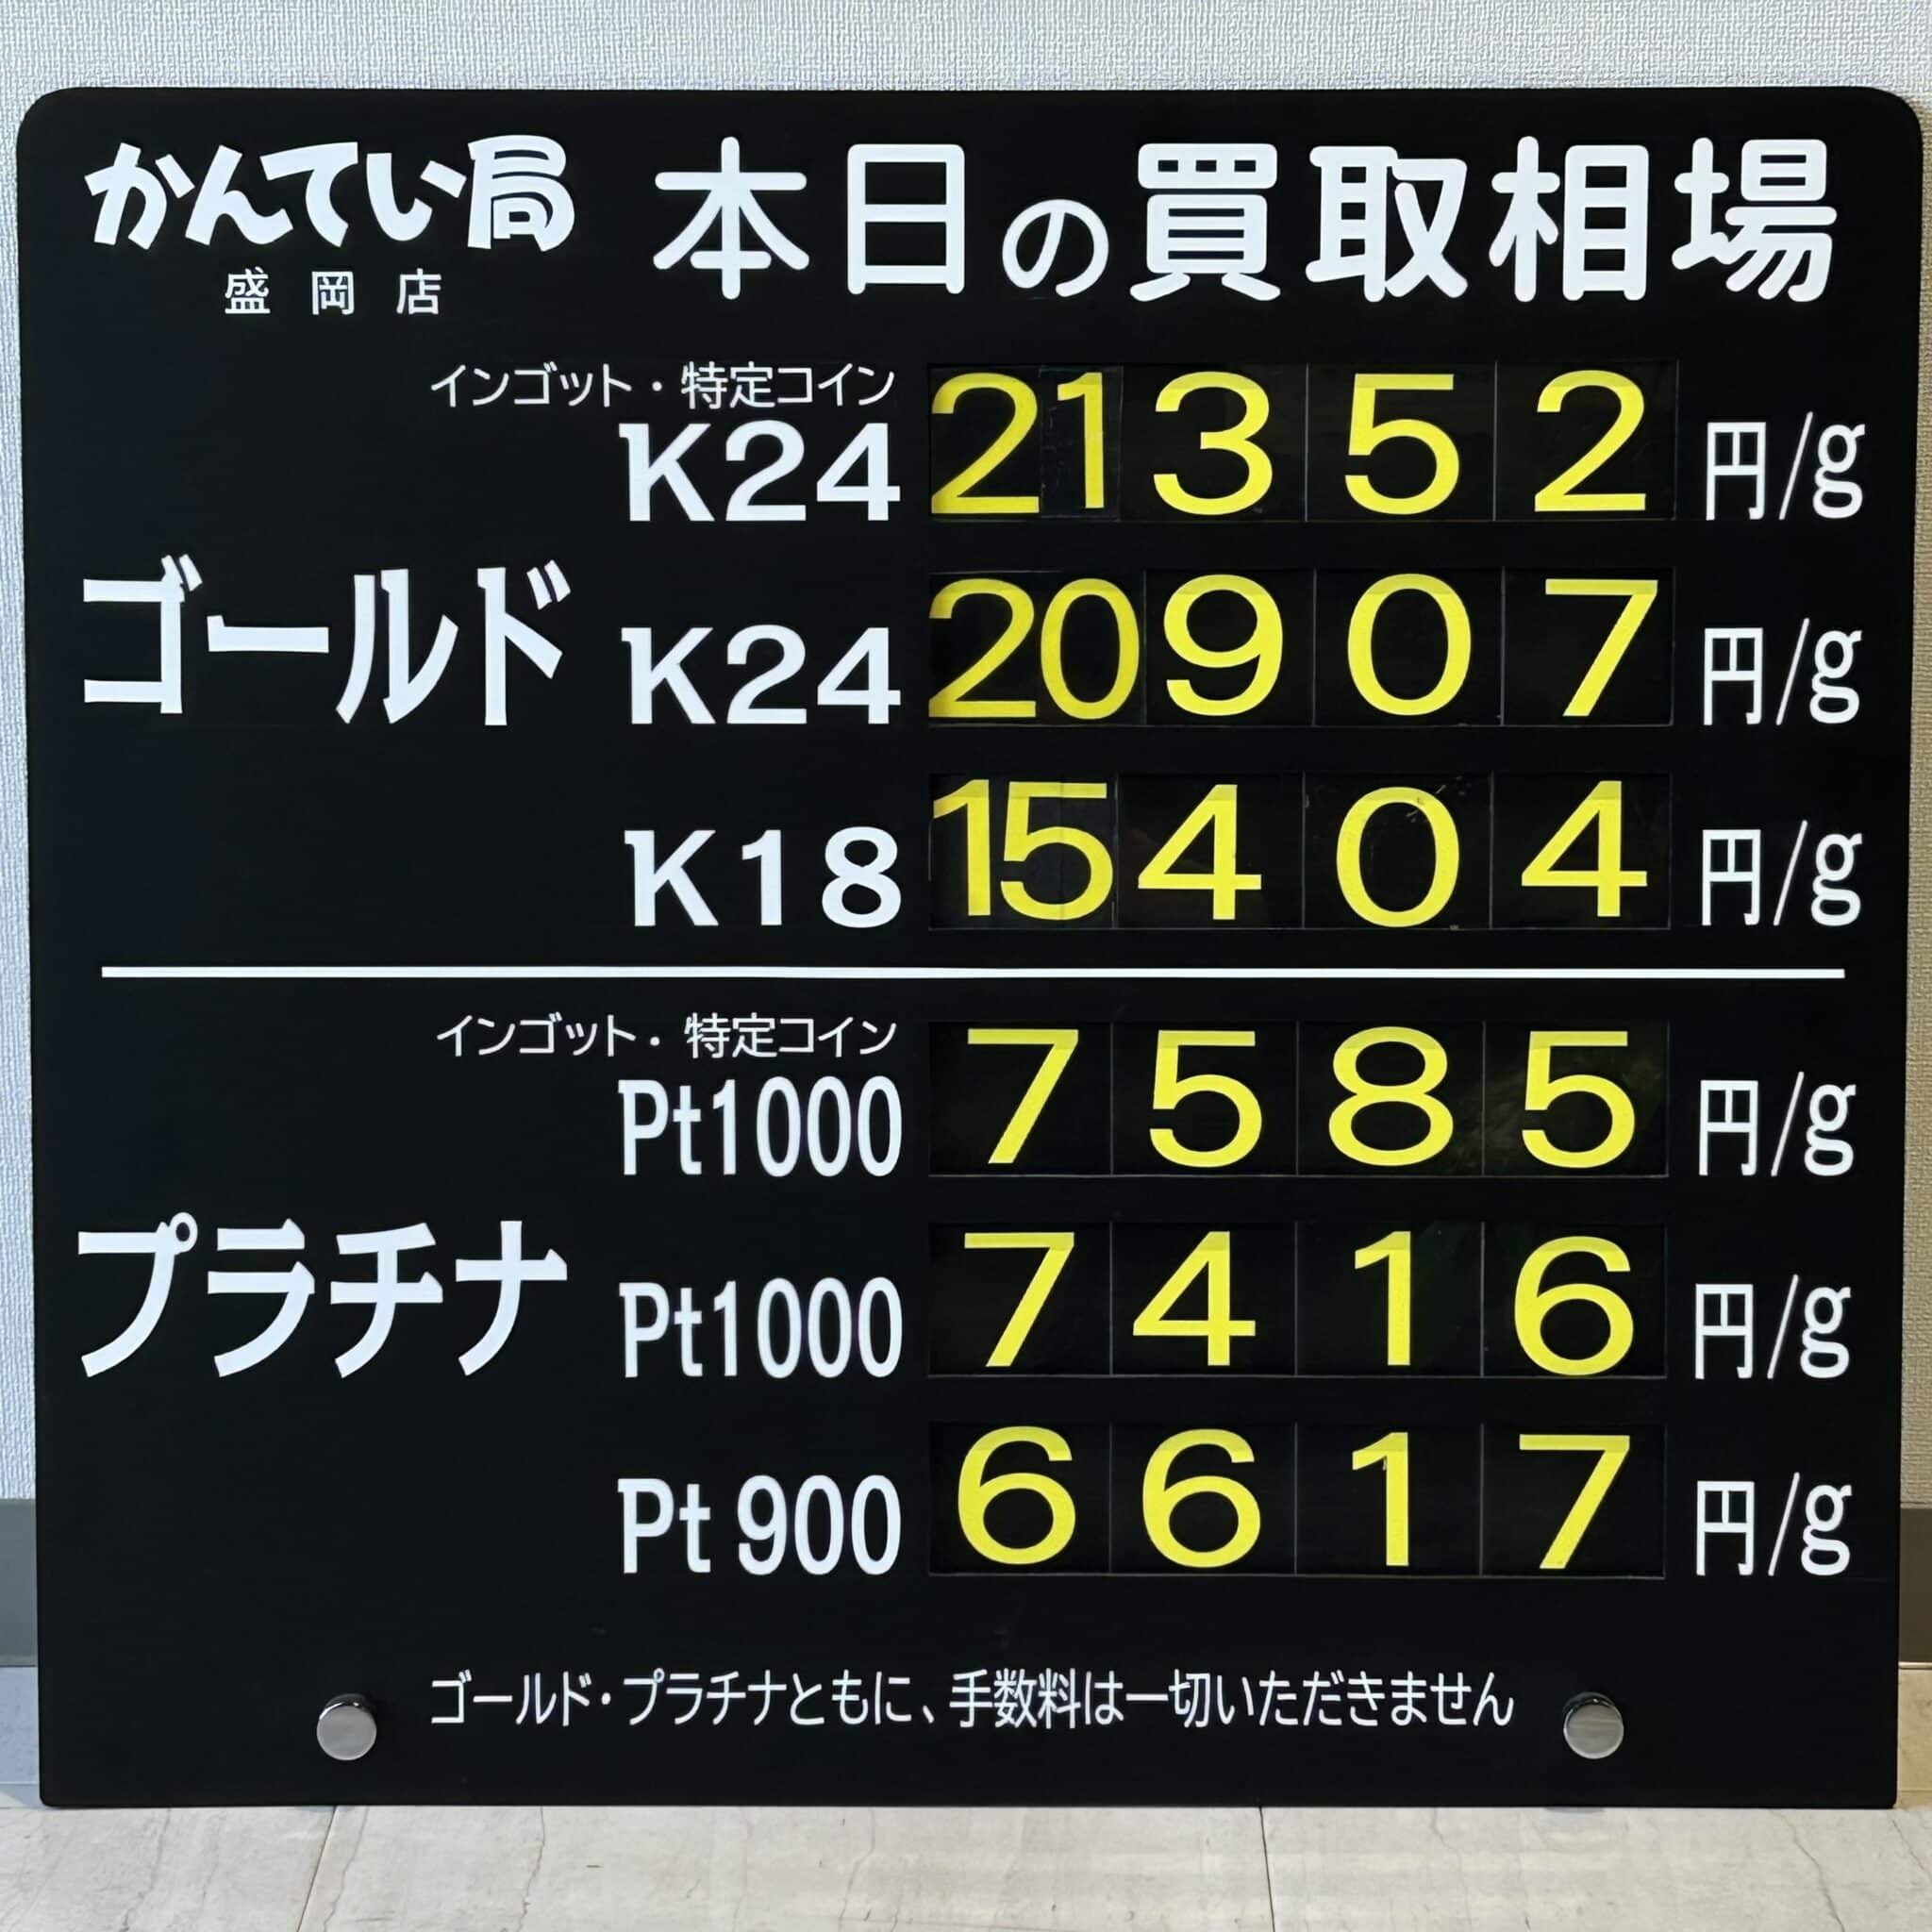 かんてい局 本日の買取相場
盛岡店
インゴット・特定コイン
K24 21352 円/g
ゴールド K24 20907 円/g
K18 15404 円/g
インゴット・特定コイン
Pt1000 7585 円/g
プラチナ Pt1000 7416 円/g
Pt 900 6617 円/g
ゴールド・プラチナともに、手数料は一切いただきません